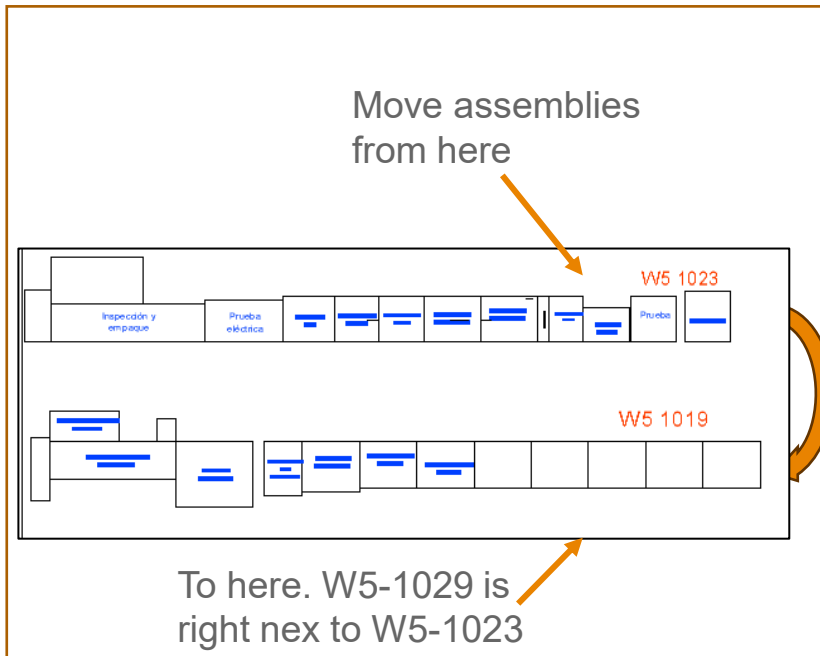 Move assemblies
from here
W5 1023
Inspección y
empaque
Prueba
eléctrica
Prueba
W5 1019
To here. W5-1029 is
right nex to W5-1023